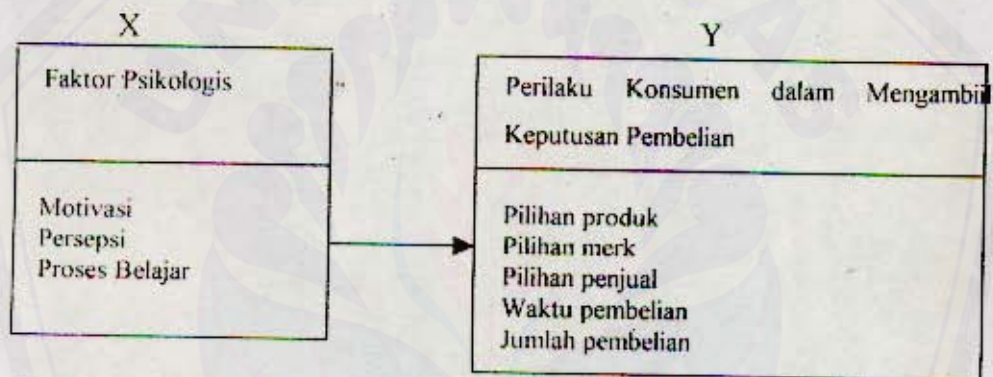 X
Faktor Psikologis
Motivasi
Persepsi
Proses Belajar
Y
Perilaku Konsumen dalam Mengambil
Keputusan Pembelian
Pilihan produk
Pilihan merk
Pilihan penjual
Waktu pembelian
Jumlah pembelian